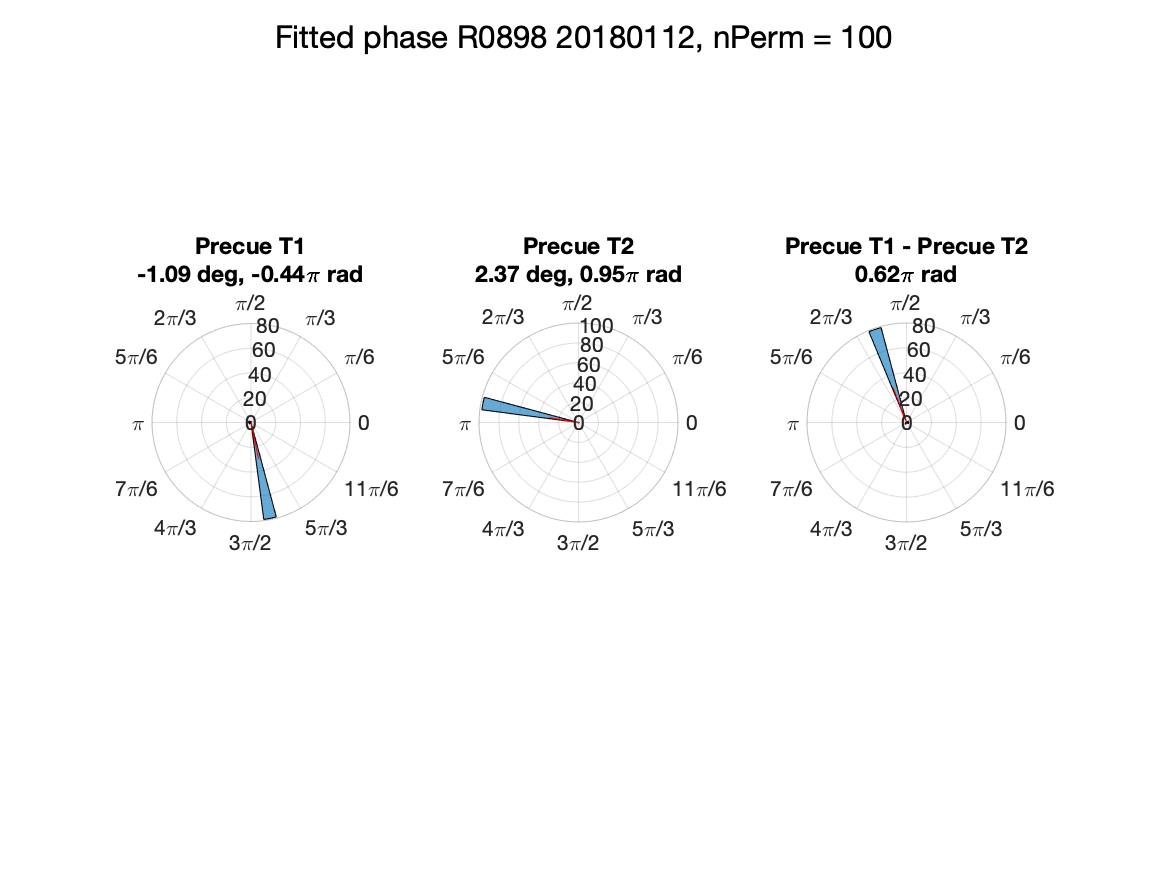 Fitted phase R0898 20180112, nPerm = 100
Precue T1
-1.09 deg, -0.44π rad
π/2
2π/3
80
π/3
5π/6
60
π/6
40
20
π
0
0
7π/6
11π/6
4π/3
5π/3
3π/2
Precue T2
2.37 deg, 0.95π rad
π/2
2π/3
100
π/3
80
5π/6
60
π/6
40
20
π
0
0
7π/6
11π/6
4π/3
5π/3
3π/2
Precue T1 - Precue T2
0.62π rad
π/2
2π/3
80
π/3
5π/6
60
π/6
40
20
π
0
0
7π/6
11π/6
4π/3
5π/3
3π/2